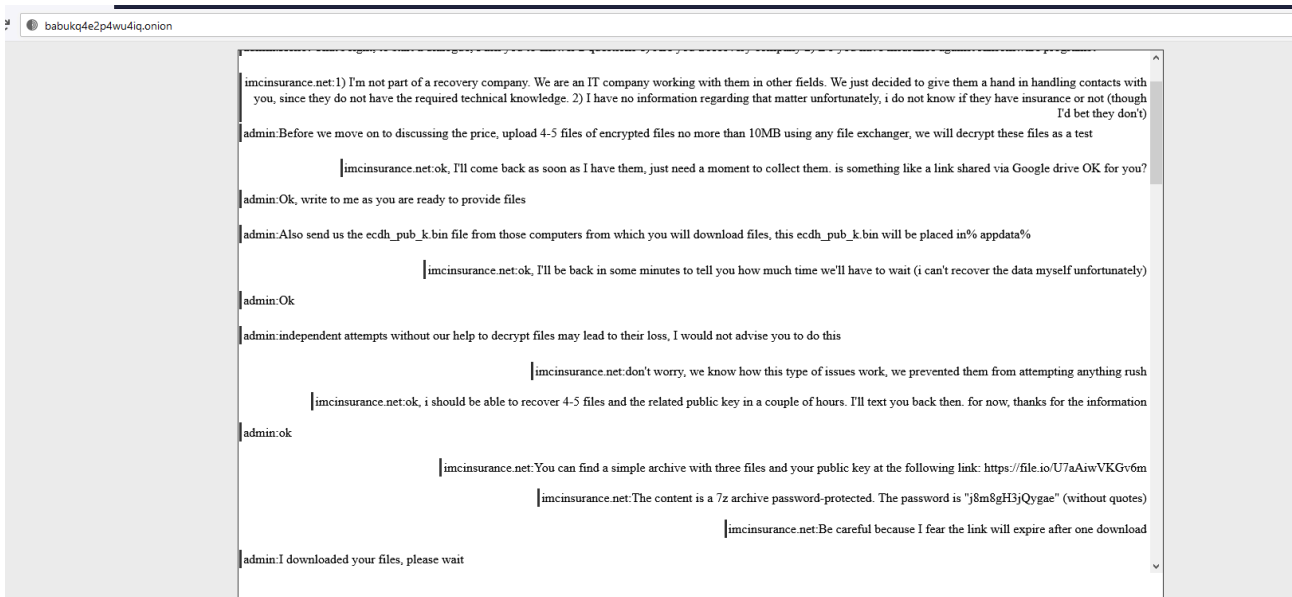 babukq4e2p4wu4iq.onion
imcinsurance.net:1) I'm not part of a recovery company. We are an IT company working with them in other fields. We just decided to give them a hand in handling contacts with
you, since they do not have the required technical knowledge. 2) I have no information regarding that matter unfortunately, i do not know if they have insurance or not (though
I'd bet they don't)
admin:Before we move on to discussing the price, upload 4-5 files of encrypted files no more than 10MB using any file exchanger, we will decrypt these files as a test
imcinsurance.net:ok, I'll come back as soon as I have them, just need a moment to collect them. is something like a link shared via Google drive OK for you?
admin:Ok, write to me as you are ready to provide files
admin:Also send us the ecdh_pub_k.bin file from those computers from which you will download files, this ecdh_pub_k.bin will be placed in% appdata%
imcinsurance.net:ok, I'll be back in some minutes to tell you how much time we'll have to wait (i can't recover the data myself unfortunately)
admin:Ok
admin:independent attempts without our help to decrypt files may lead to their loss, I would not advise you to do this
imcinsurance.net:don't worry, we know how this type of issues work, we prevented them from attempting anything rush
imcinsurance.net:ok, i should be able to recover 4-5 files and the related public key in a couple of hours. I'll text you back then. for now, thanks for the information
admin:ok
imcinsurance.net:You can find a simple archive with three files and your public key at the following link: https://file.io/U7aAiwVKGv6m
imcinsurance.net:The content is a 7z archive password-protected. The password is "j8m8gH3jQygae" (without quotes)
imcinsurance.net:Be careful because I fear the link will expire after one download
admin:I downloaded your files, please wait